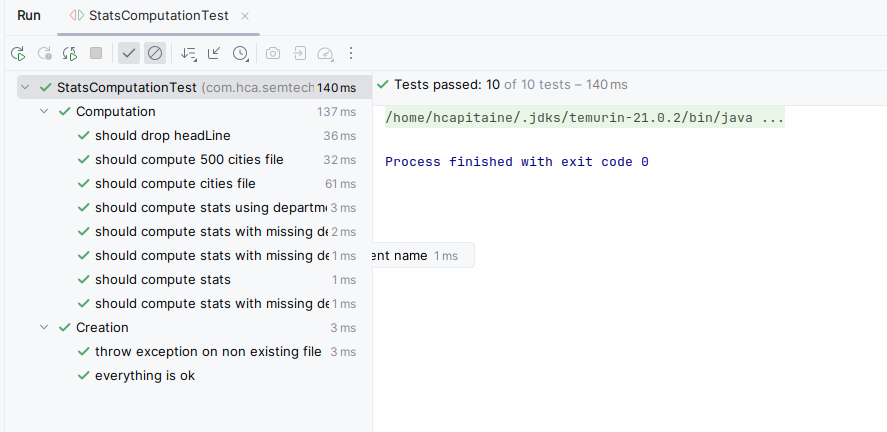 Run StatsComputationTest
StatsComputationTest (com.hca.semtech 140 ms
Computation 137 ms
should drop headLine 36 ms
should compute 500 cities file 32 ms
should compute cities file 61 ms
should compute stats using departme 3 ms
should compute stats with missing de 2 ms
should compute stats with missing de 1 ms
ent name 1 ms
should compute stats 1 ms
should compute stats with missing de 1 ms
Creation 3 ms
throw exception on non existing file 3 ms
everything is ok
Tests passed: 10 of 10 tests – 140 ms
/home/hcapitaine/.jdks/temurin-21.0.2/bin/java ...
Process finished with exit code 0